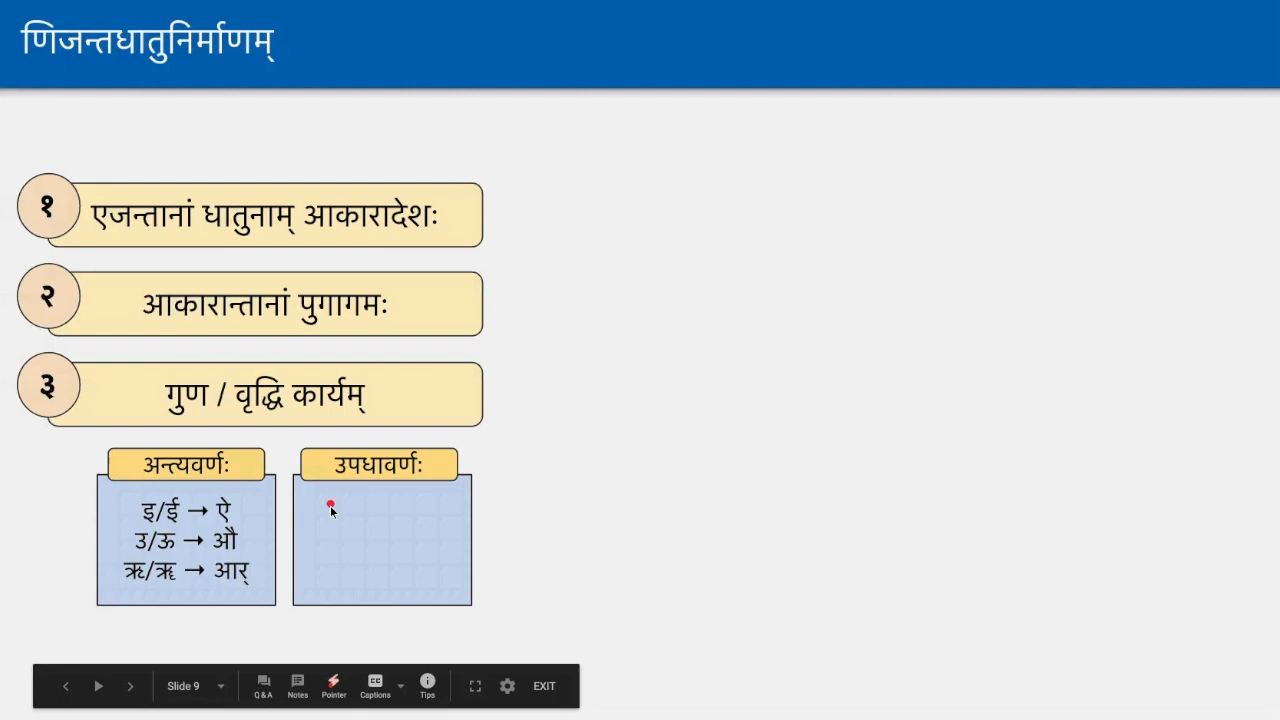 णिजन्तधातुनिर्माणम्
१ एजन्तानां धातुनाम् आकारादेशः
२ आकारान्तानां पुगागमः
३ गुण / वृद्धि कार्यम्
अन्त्यवर्णः
इ/ई → ऐ
उ/ऊ → औ
ऋ/ॠ → आर्
उपधावर्णः
Slide 9 Q & A Notes Pointer CC Captions Tips EXIT